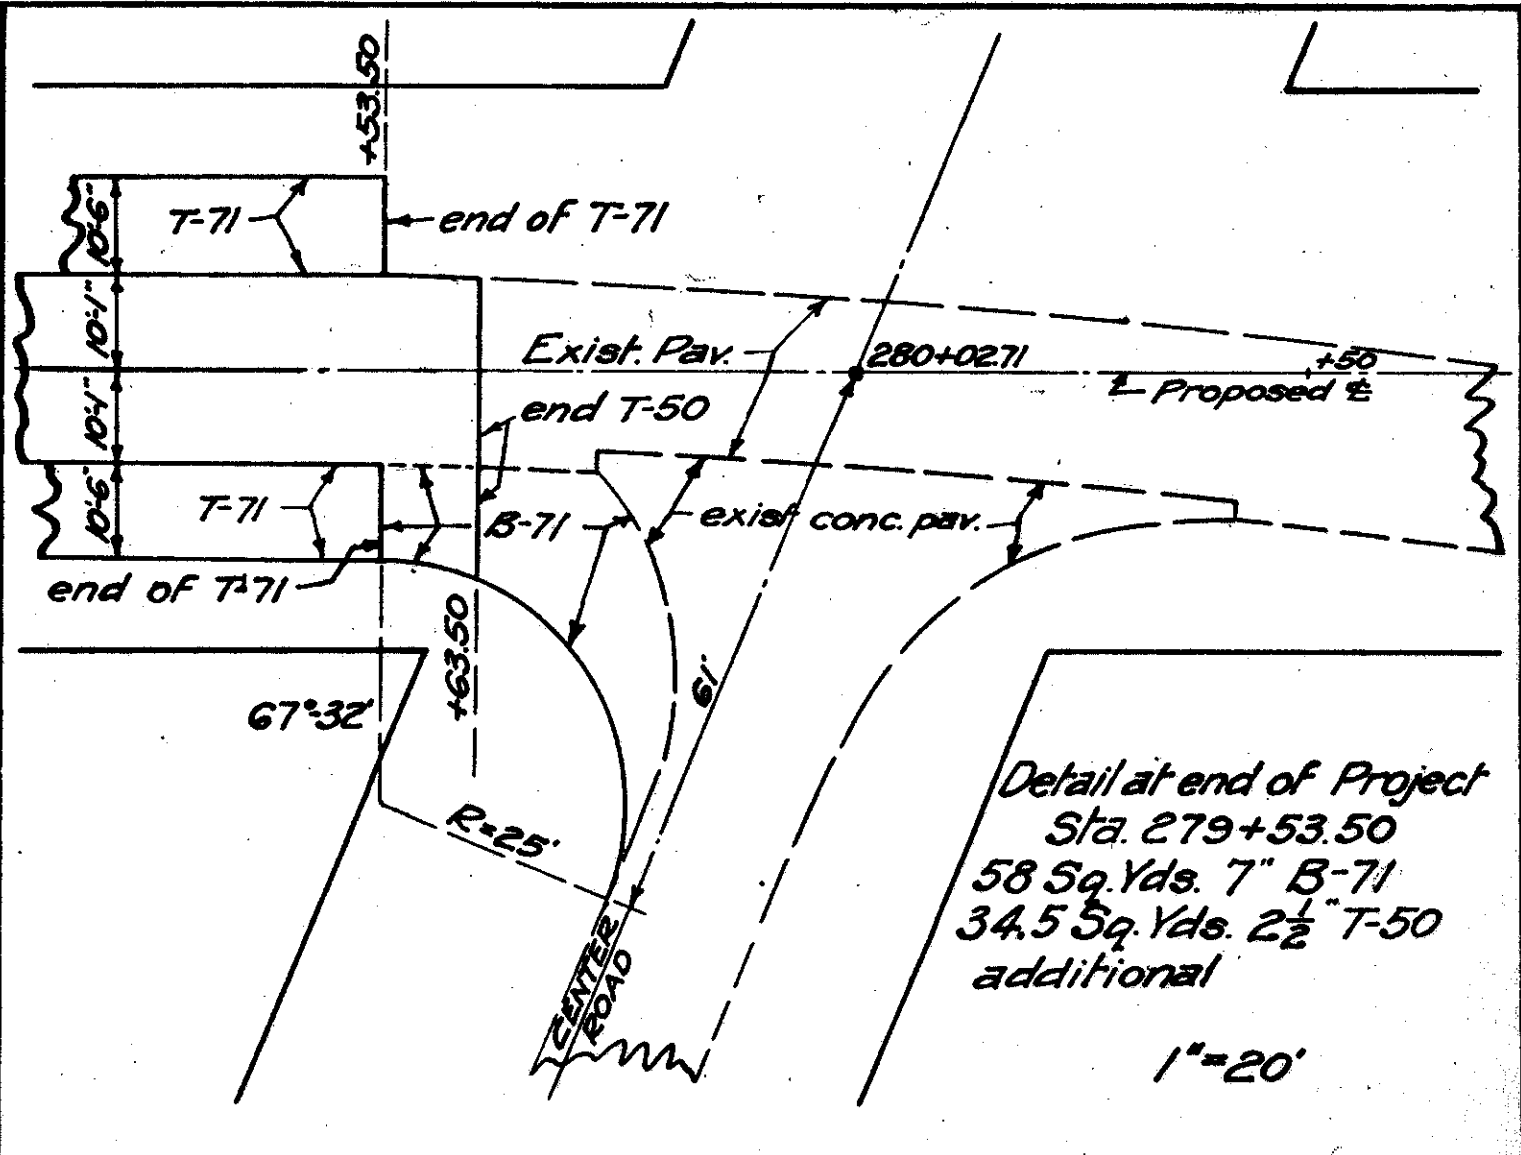 +53.50
T-71
end of T-71
10'-6"
10'-1"
Exist. Pav.
280+02.71
+50
Proposed ℄
10'-1"
end T-50
10'-6"
T-71
B-71
exist conc. pav.
end of T-71
+63.50
61'
67°-32'
R=25'
Detail at end of Project
Sta. 279+53.50
58 Sq. Yds. 7" B-71
34.5 Sq. Yds. 2½" T-50
additional
CENTER
ROAD
1"=20'